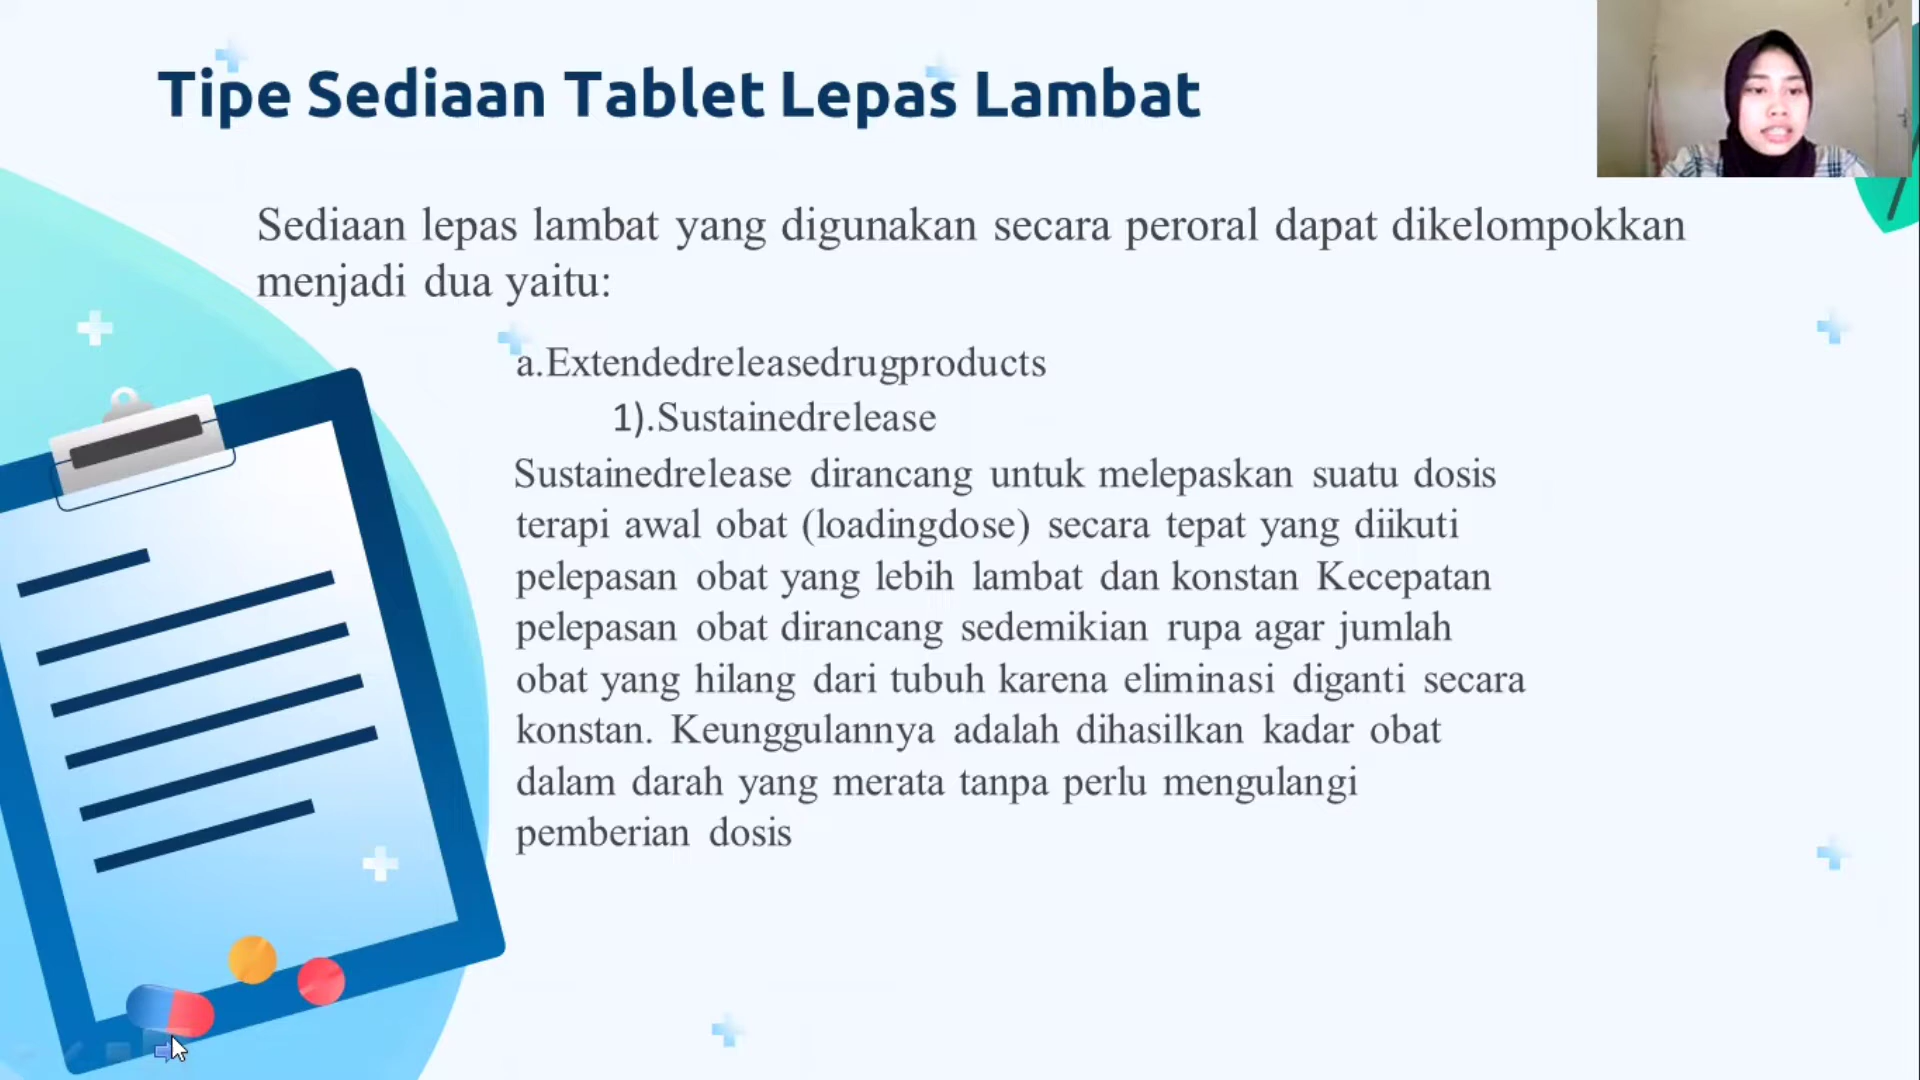 Tipe Sediaan Tablet Lepas Lambat
Sediaan lepas lambat yang digunakan secara peroral dapat dikelompokkan
menjadi dua yaitu:
a.Extendedreleasedrugproducts
1).Sustainedrelease
Sustainedrelease dirancang untuk melepaskan suatu dosis
terapi awal obat (loadingdose) secara tepat yang diikuti
pelepasan obat yang lebih lambat dan konstan Kecepatan
pelepasan obat dirancang sedemikian rupa agar jumlah
obat yang hilang dari tubuh karena eliminasi diganti secara
konstan. Keunggulannya adalah dihasilkan kadar obat
dalam darah yang merata tanpa perlu mengulangi
pemberian dosis